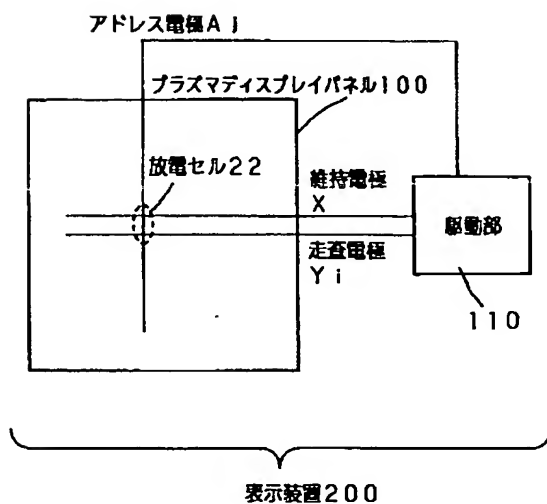 アドレス電極Aj
プラズマディスプレイパネル100
放電セル22
維持電極
X
走査電極
Yi
駆動部
110
表示装置200